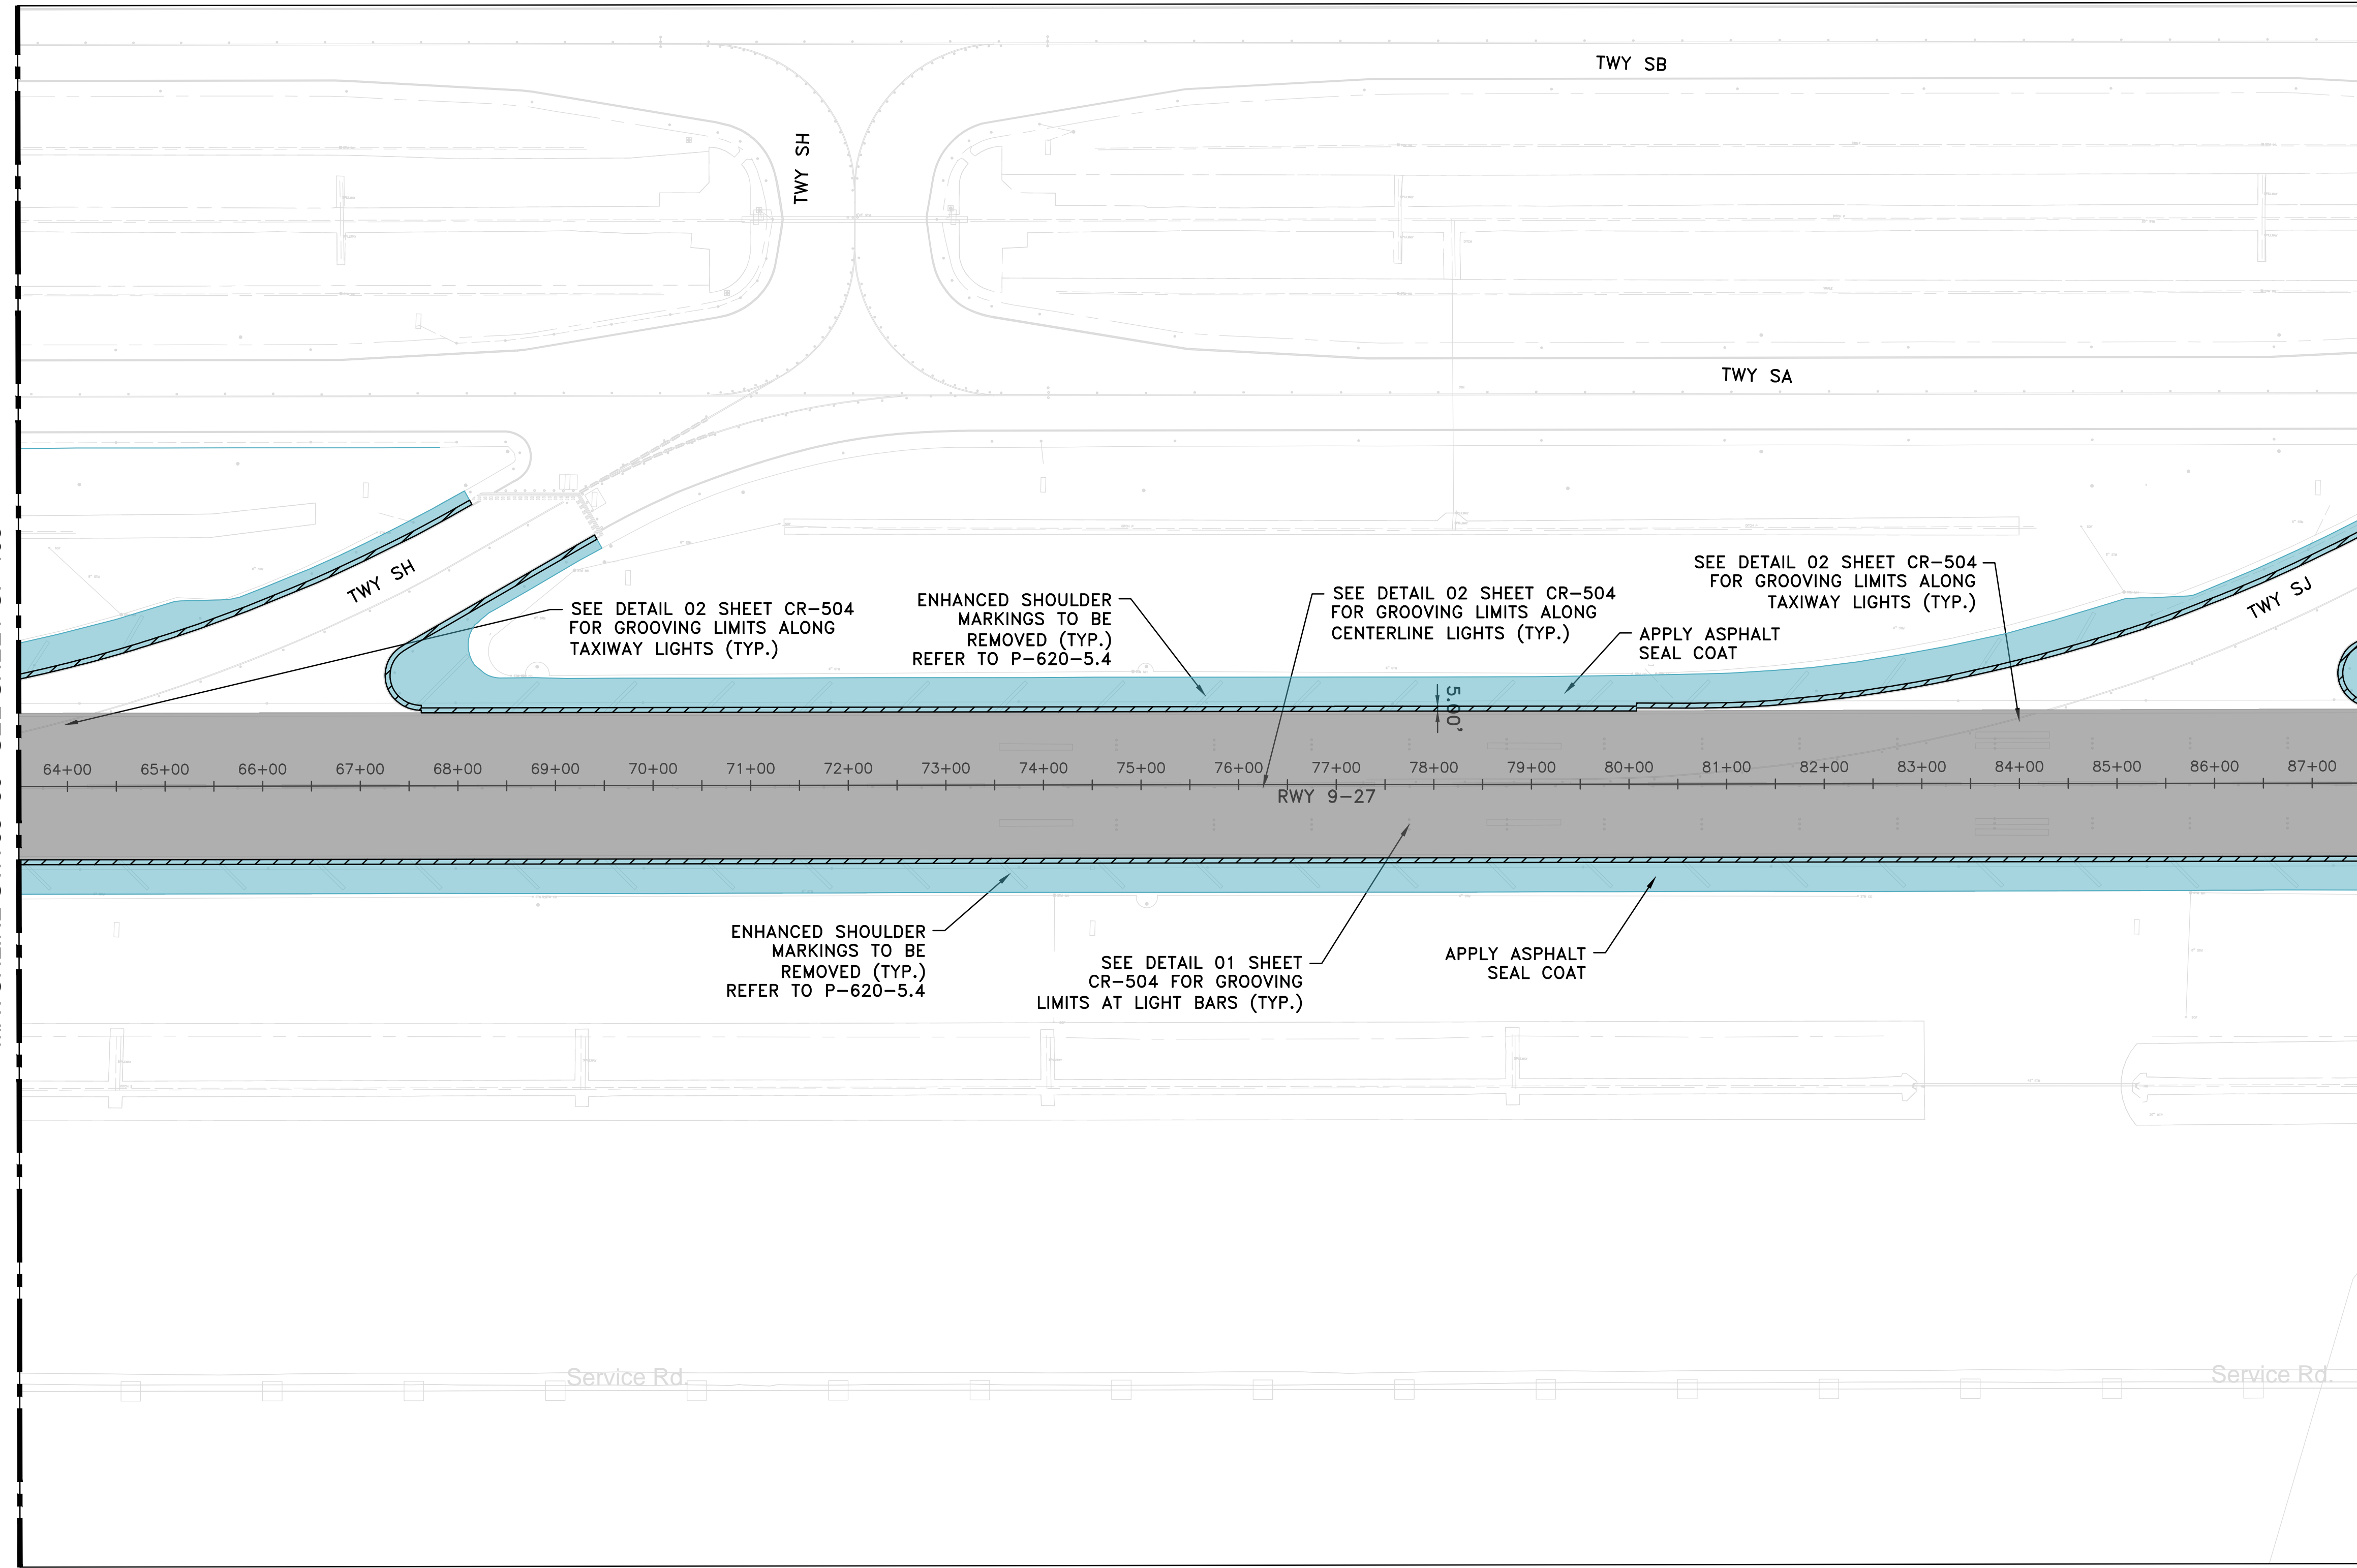 TWY SB
TWY SH
TWY SA
TWY SH
TWY SJ
SEE DETAIL 02 SHEET CR-504
FOR GROOVING LIMITS ALONG
TAXIWAY LIGHTS (TYP.)
ENHANCED SHOULDER
MARKINGS TO BE
REMOVED (TYP.)
REFER TO P-620-5.4
SEE DETAIL 02 SHEET CR-504
FOR GROOVING LIMITS ALONG
CENTERLINE LIGHTS (TYP.)
APPLY ASPHALT
SEAL COAT
SEE DETAIL 02 SHEET CR-504
FOR GROOVING LIMITS ALONG
TAXIWAY LIGHTS (TYP.)
5.00'
64+00 65+00 66+00 67+00 68+00 69+00 70+00 71+00 72+00 73+00 74+00 75+00 76+00 77+00 78+00 79+00 80+00 81+00 82+00 83+00 84+00 85+00 86+00 87+00
RWY 9-27
ENHANCED SHOULDER
MARKINGS TO BE
REMOVED (TYP.)
REFER TO P-620-5.4
SEE DETAIL 01 SHEET
CR-504 FOR GROOVING
LIMITS AT LIGHT BARS (TYP.)
APPLY ASPHALT
SEAL COAT
Service Rd.
Service Rd.